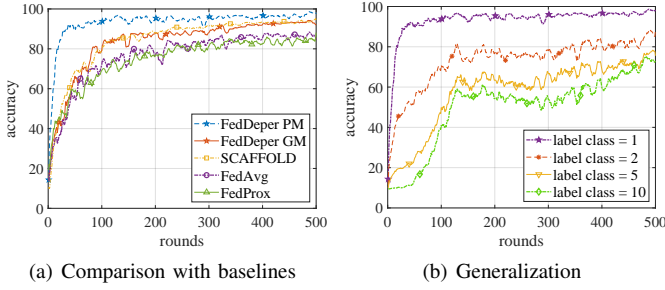 100
80
60
40
20
0
accuracy
0
100
200
300
400
500
rounds
FedDeper PM
FedDeper GM
SCAFFOLD
FedAvg
FedProx
(a) Comparison with baselines
100
80
60
40
20
0
accuracy
0
100
200
300
400
500
rounds
label class = 1
label class = 2
label class = 5
label class = 10
(b) Generalization